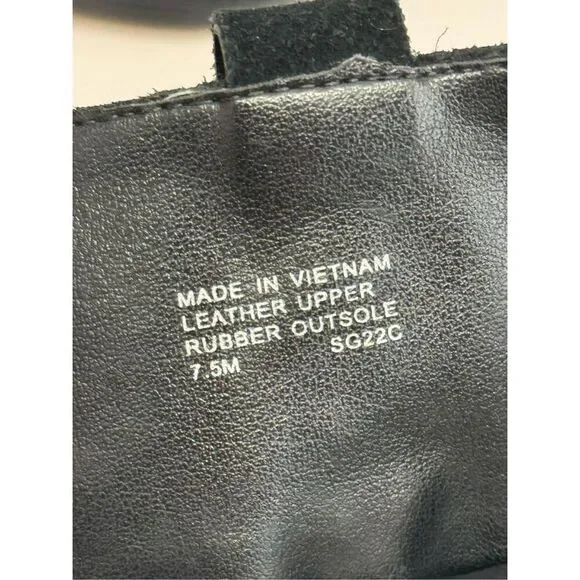 MADE IN VIETNAM
LEATHER UPPER
RUBBER OUTSOLE
7.5M SG22C